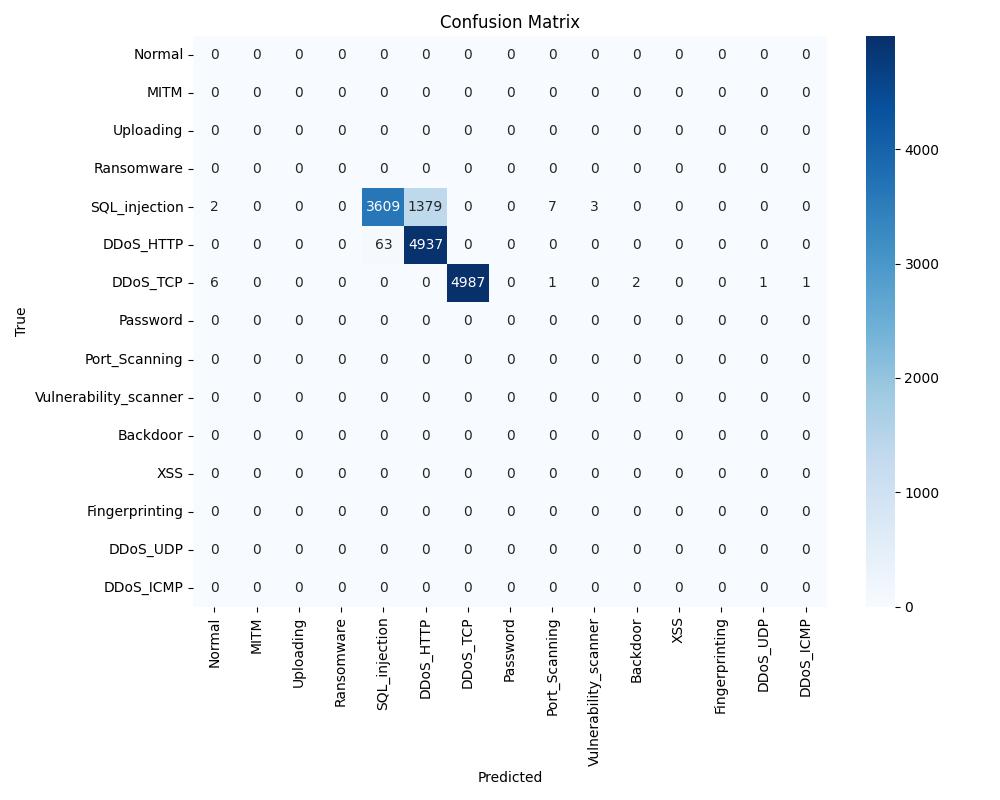 Confusion Matrix
True
Normal 0 0 0 0 0 0 0 0 0 0 0 0 0 0 0
MITM 0 0 0 0 0 0 0 0 0 0 0 0 0 0 0
Uploading 0 0 0 0 0 0 0 0 0 0 0 0 0 0 0
Ransomware 0 0 0 0 0 0 0 0 0 0 0 0 0 0 0
SQL_injection 2 0 0 0 3609 1379 0 0 7 3 0 0 0 0 0
DDoS_HTTP 0 0 0 0 63 4937 0 0 0 0 0 0 0 0 0
DDoS_TCP 6 0 0 0 0 0 4987 0 1 0 2 0 0 1 1
Password 0 0 0 0 0 0 0 0 0 0 0 0 0 0 0
Port_Scanning 0 0 0 0 0 0 0 0 0 0 0 0 0 0 0
Vulnerability_scanner 0 0 0 0 0 0 0 0 0 0 0 0 0 0 0
Backdoor 0 0 0 0 0 0 0 0 0 0 0 0 0 0 0
XSS 0 0 0 0 0 0 0 0 0 0 0 0 0 0 0
Fingerprinting 0 0 0 0 0 0 0 0 0 0 0 0 0 0 0
DDoS_UDP 0 0 0 0 0 0 0 0 0 0 0 0 0 0 0
DDoS_ICMP 0 0 0 0 0 0 0 0 0 0 0 0 0 0 0
Normal
MITM
Uploading
Ransomware
SQL_injection
DDoS_HTTP
DDoS_TCP
Password
Port_Scanning
Vulnerability_scanner
Backdoor
XSS
Fingerprinting
DDoS_UDP
DDoS_ICMP
Predicted
4000
3000
2000
1000
0